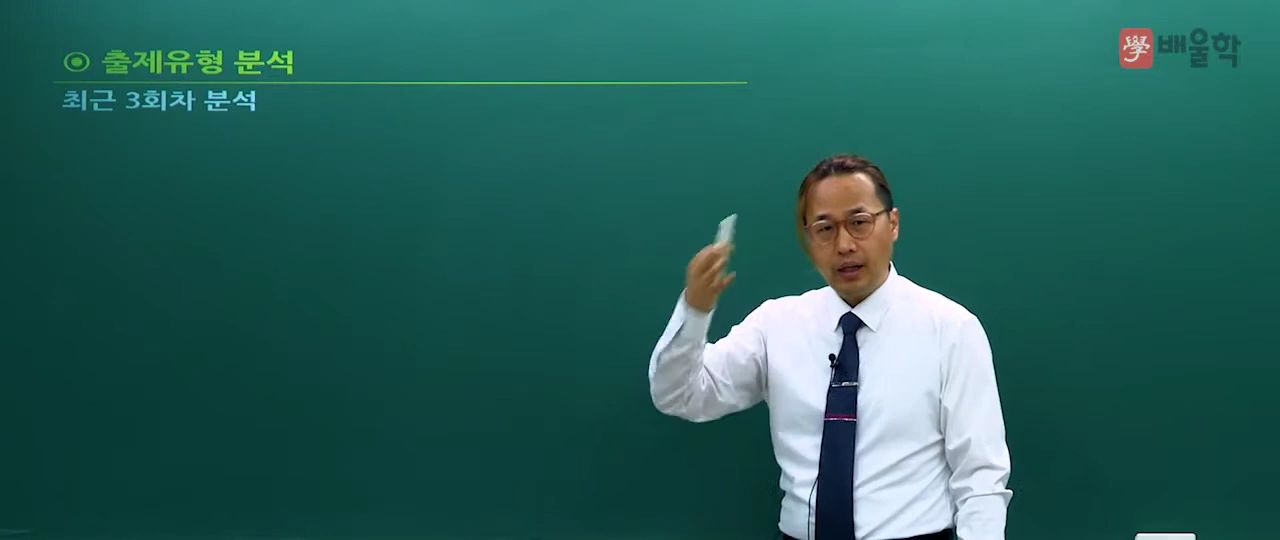 출제유형 분석
學 배울학
최근 3회차 분석